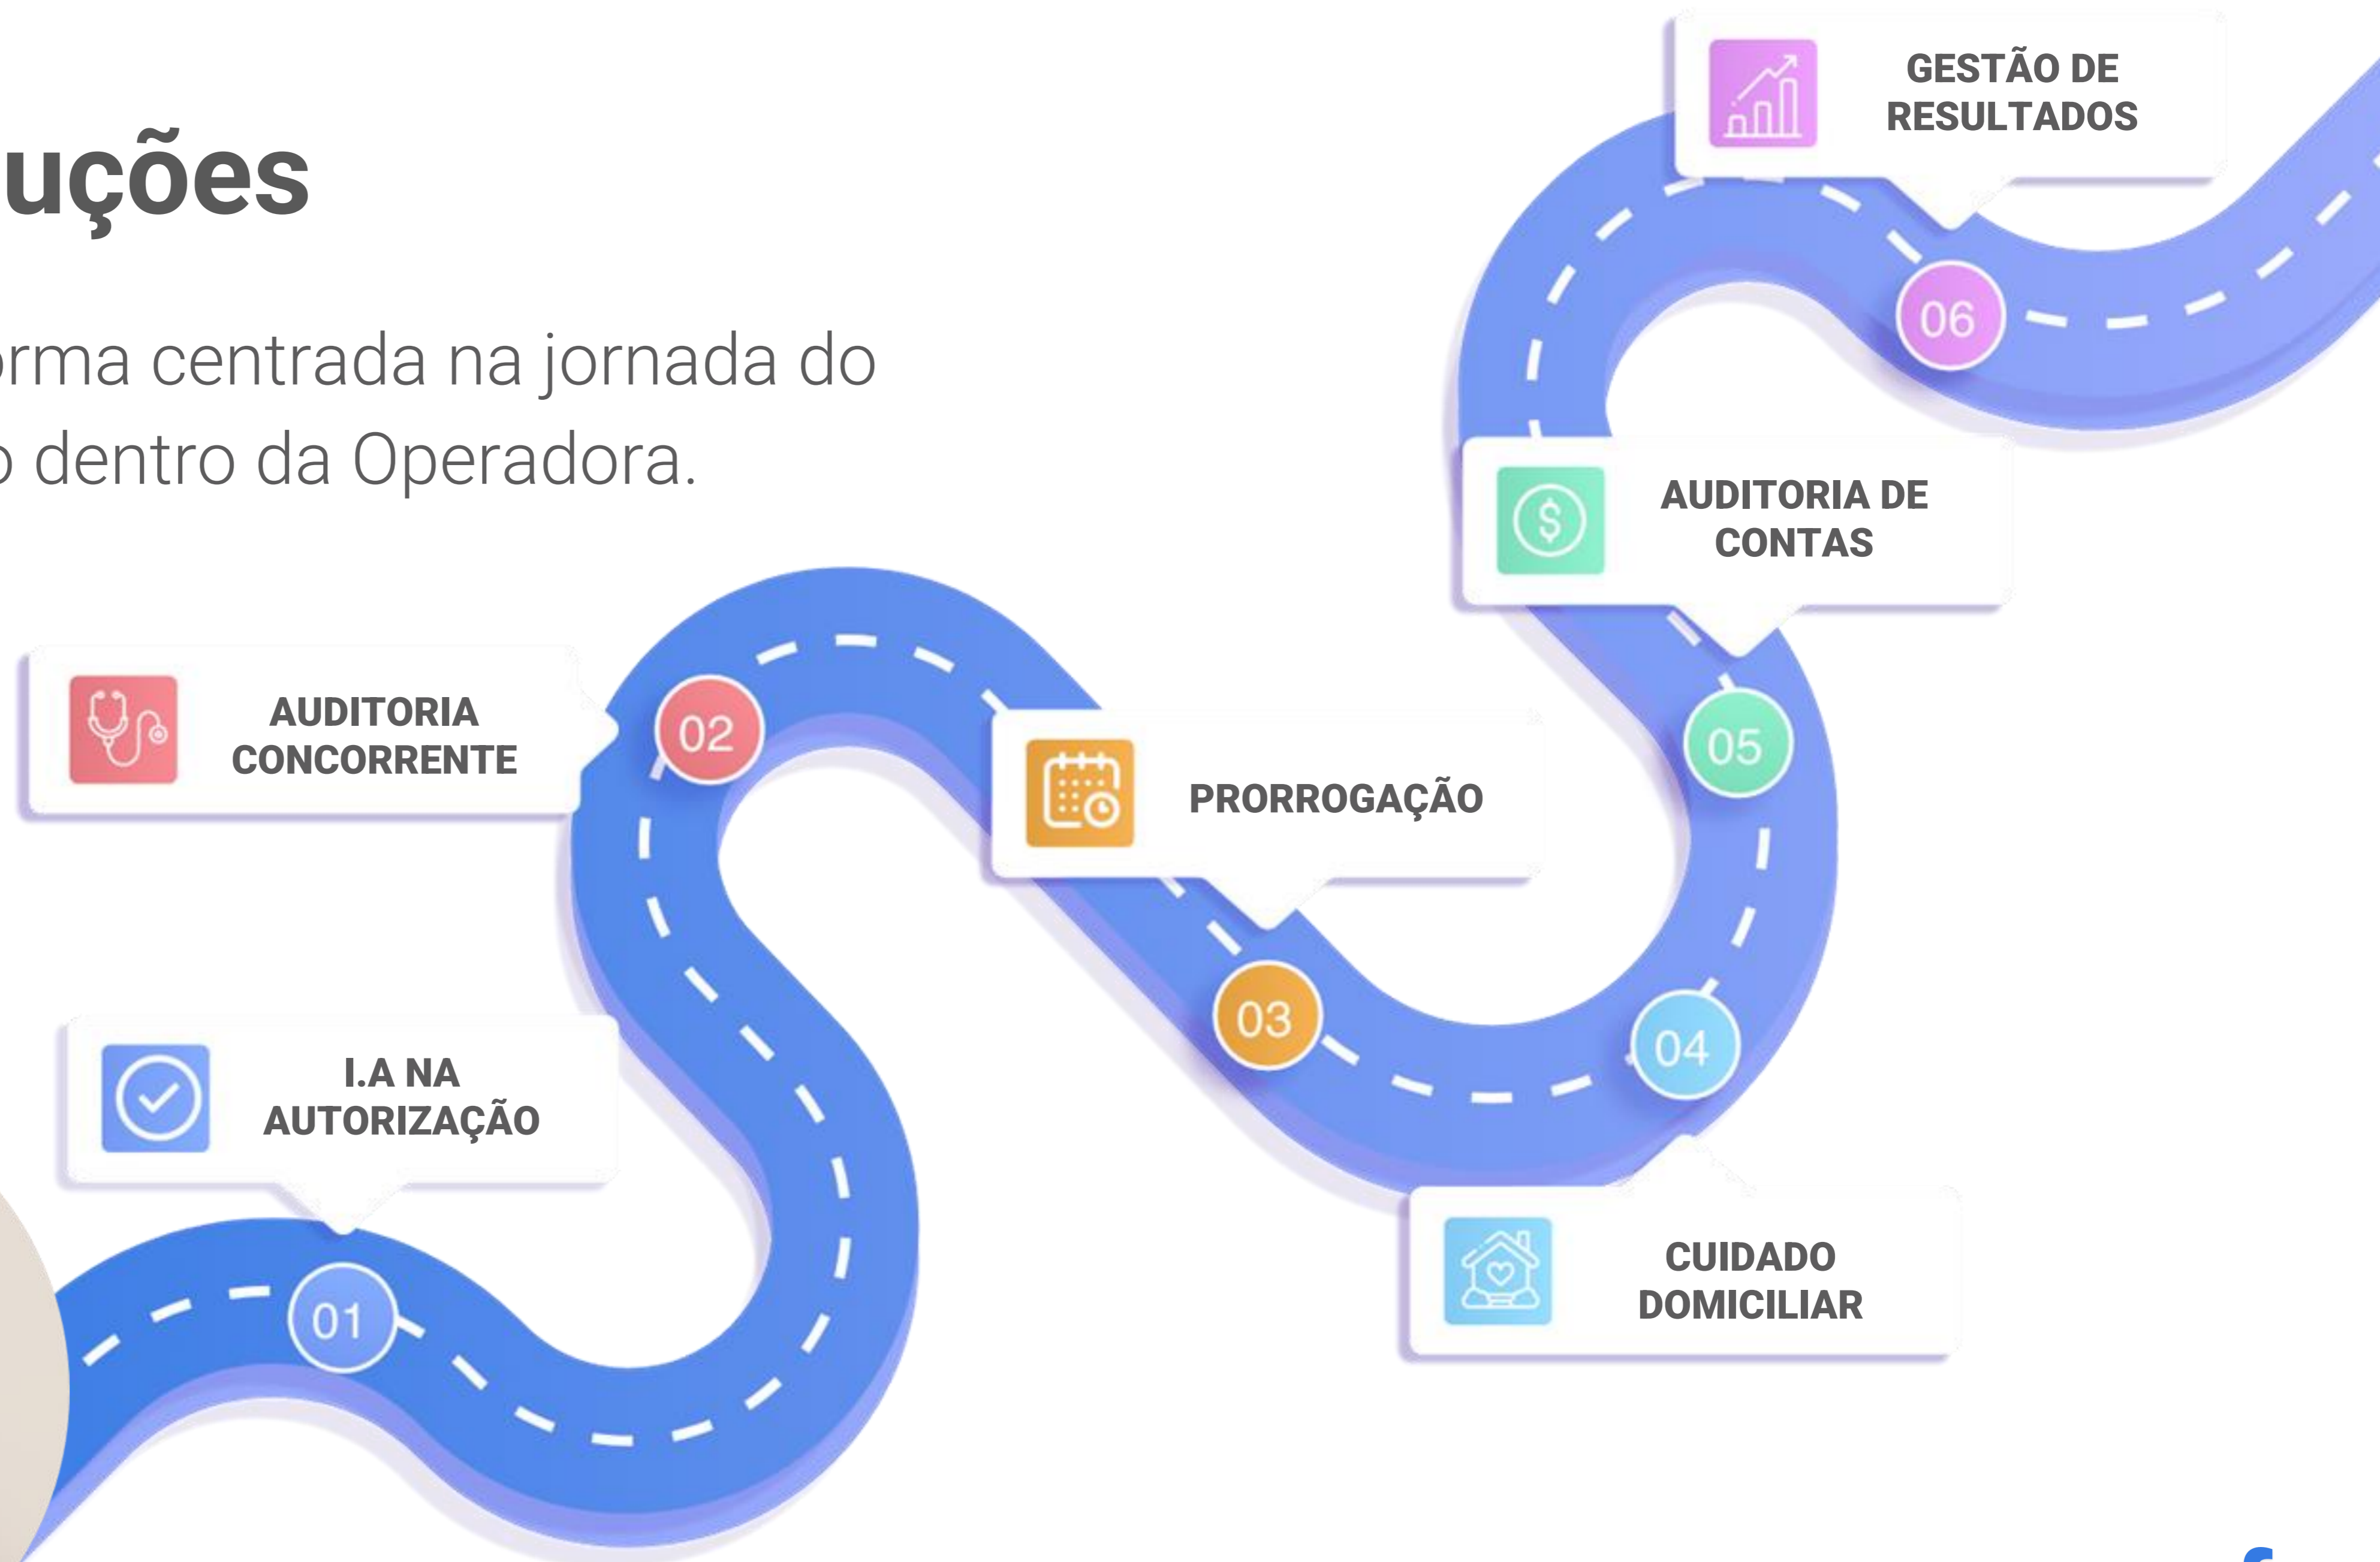 uções
orma centrada na jornada do
o dentro da Operadora.
GESTÃO DE
RESULTADOS
06
AUDITORIA DE
CONTAS
05
AUDITORIA
CONCORRENTE
02
PRORROGAÇÃO
03
04
I.A NA
AUTORIZAÇÃO
01
CUIDADO
DOMICILIAR